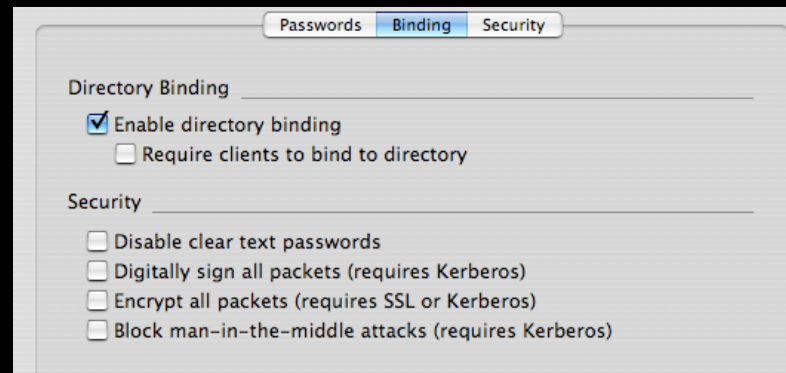 Passwords Binding Security
Directory Binding
Enable directory binding
Require clients to bind to directory
Security
Disable clear text passwords
Digitally sign all packets (requires Kerberos)
Encrypt all packets (requires SSL or Kerberos)
Block man-in-the-middle attacks (requires Kerberos)